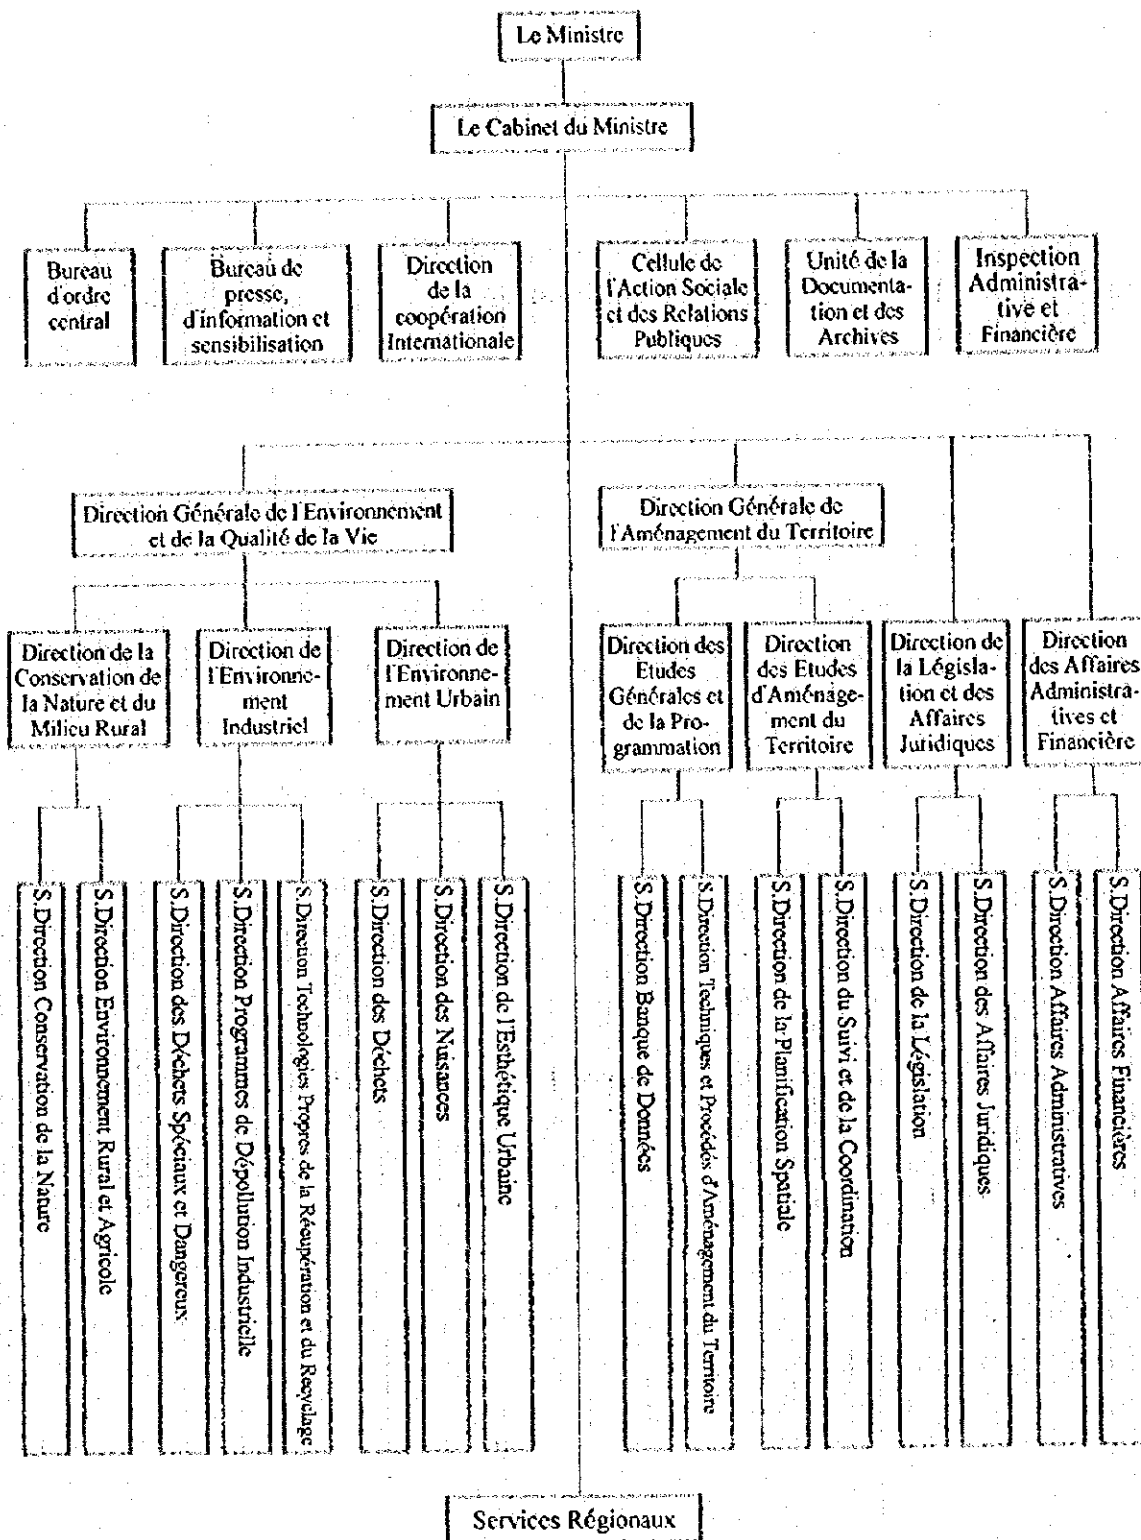 Le Ministre
Le Cabinet du Ministre
Bureau
d'ordre
central
Bureau de
presse,
d'information et
sensibilisation
Direction
de la
coopération
Internationale
Cellule de
l'Action Sociale
et des Relations
Publiques
Unité de la
Documenta-
tion et des
Archives
Inspection
Administra-
tive et
Financière
Direction Générale de l'Environnement
et de la Qualité de la Vie
Direction Générale de
l'Aménagement du Territoire
Direction de la
Conservation de
la Nature et du
Milieu Rural
Direction de
l'Environne-
ment
Industriel
Direction de
l'Environne-
ment Urbain
Direction des
Etudes
Générales et
de la Pro-
grammation
Direction
des Etudes
d'Aménage-
ment du
Territoire
Direction de
la Législa-
tion et des
Affaires
Juridiques
Direction
des Affaires
Administra-
tives et
Financière
S.Direction Conservation de la Nature
S.Direction Environnement Rural et Agricole
S.Direction des Déchets Spéciaux et Dangereux
S.Direction Programmes de Dépollution Industrielle
S.Direction Technologies Propres de la Récupération et du Recyclage
S.Direction des Déchets
S.Direction des Nuisances
S.Direction de l'Esthétique Urbaine
S.Direction Banque de Données
S.Direction Techniques et Procédés d'Aménagement du Territoire
S.Direction de la Planification Spatiale
S.Direction du Suivi et de la Coordination
S.Direction de la Législation
S.Direction des Affaires Juridiques
S.Direction Affaires Administratives
S.Direction Affaires Financières
Services Régionaux